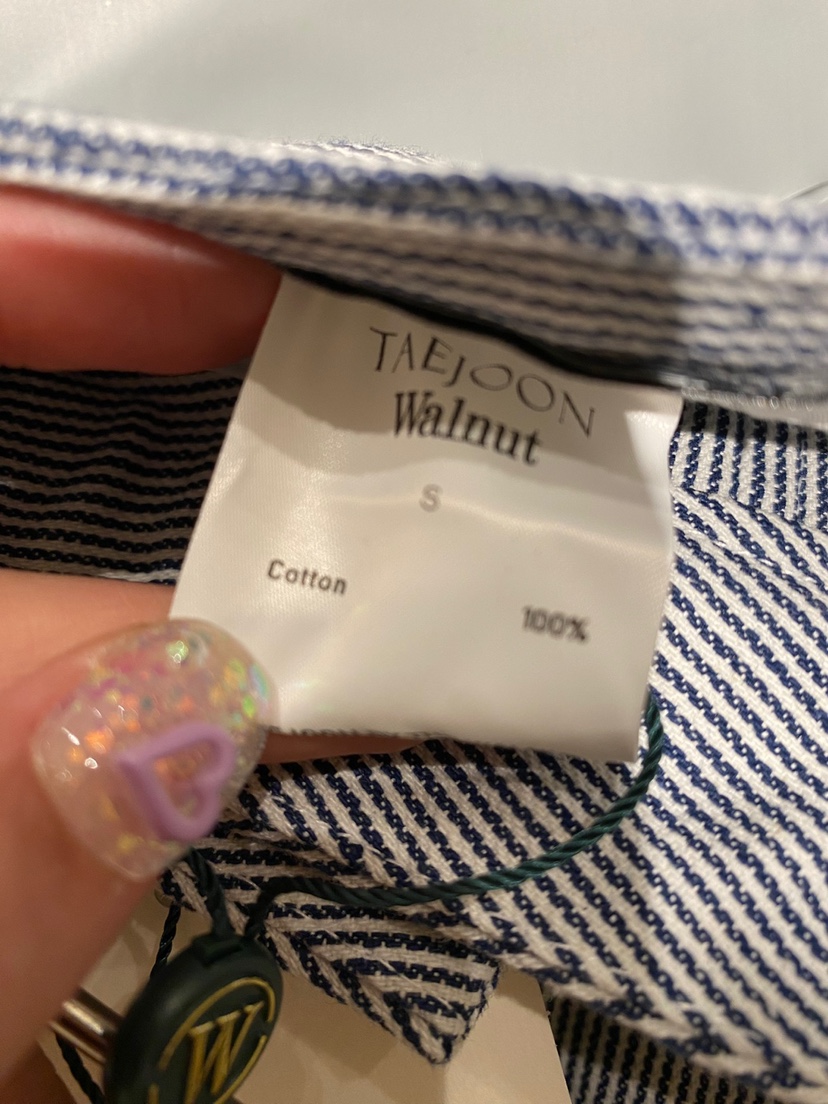 TAEJOON
Walnut
S
Cotton
100%
W